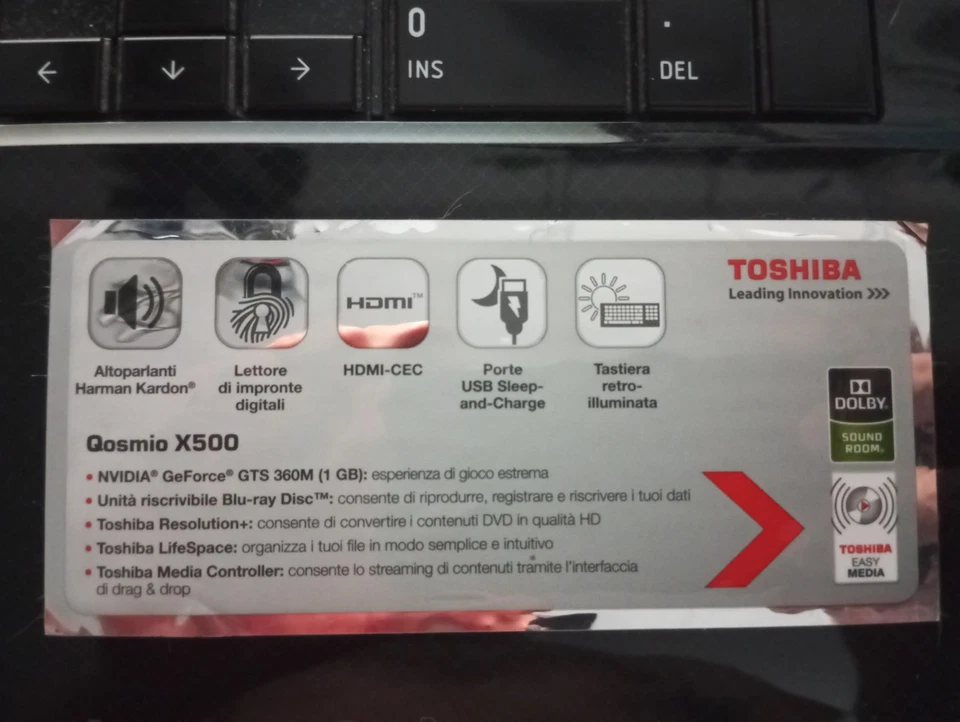 0
INS
.
DEL
← ↓ →
TOSHIBA
Leading Innovation >>>
HDMI™
Altoparlanti
Harman Kardon®
Lettore
di impronte
digitali
HDMI-CEC
Porte
USB Sleep-
and-Charge
Tastiera
retro-
illuminata
DOLBY®
SOUND
ROOM®
Qosmio X500
• NVIDIA® GeForce® GTS 360M (1 GB): esperienza di gioco estrema
• Unità riscrivibile Blu-ray Disc™: consente di riprodurre, registrare e riscrivere i tuoi dati
• Toshiba Resolution+: consente di convertire i contenuti DVD in qualità HD
• Toshiba LifeSpace: organizza i tuoi file in modo semplice e intuitivo
• Toshiba Media Controller: consente lo streaming di contenuti tramite l'interfaccia
di drag & drop
TOSHIBA
EASY
MEDIA